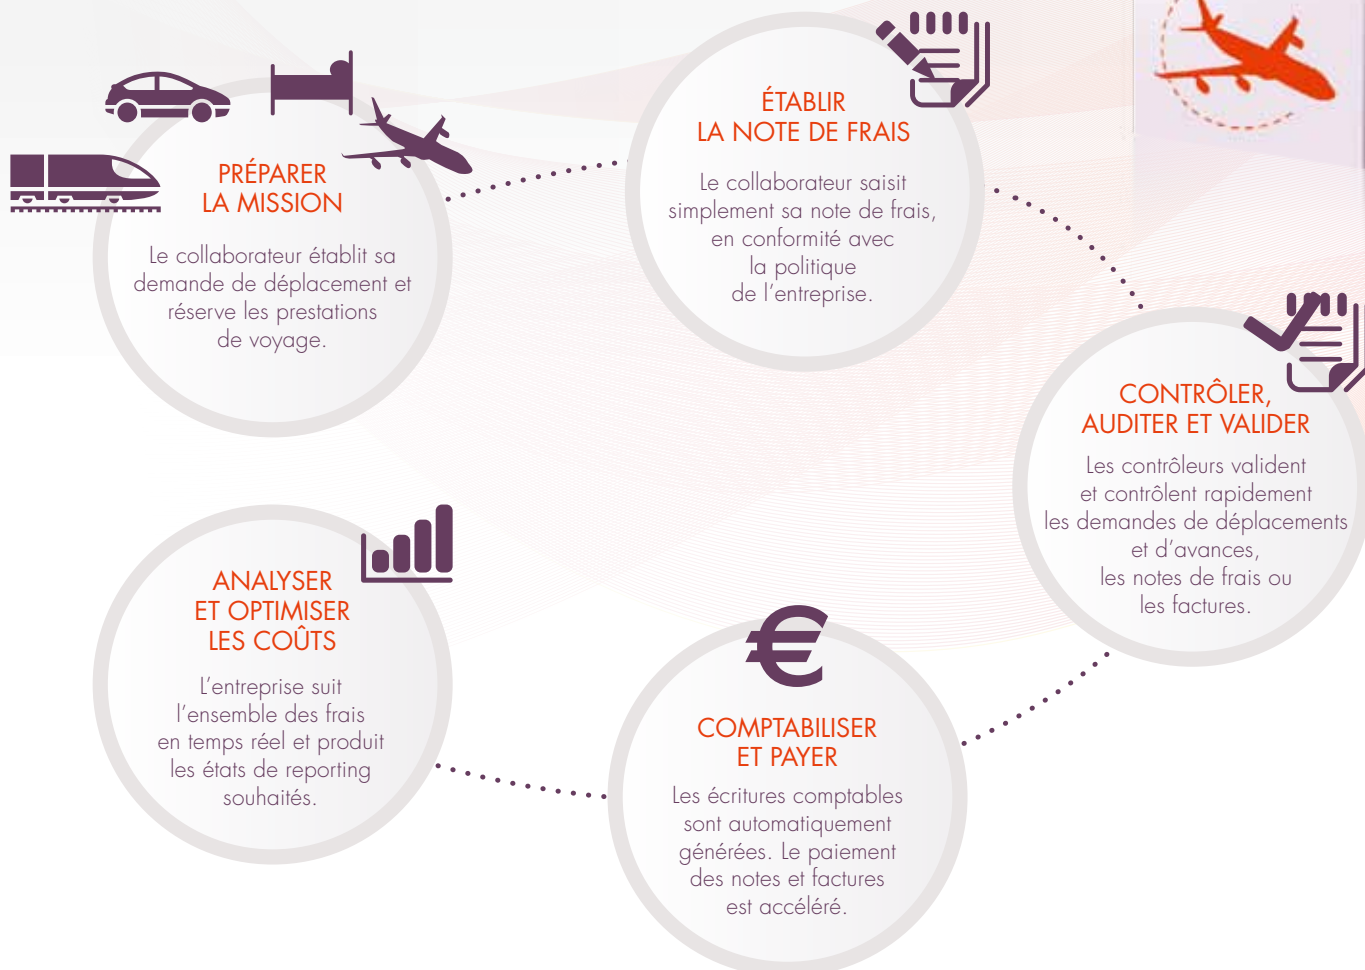 PRÉPARER
LA MISSION
Le collaborateur établit sa
demande de déplacement et
réserve les prestations
de voyage.
ÉTABLIR
LA NOTE DE FRAIS
Le collaborateur saisit
simplement sa note de frais,
en conformité avec
la politique
de l’entreprise.
CONTRÔLER,
AUDITER ET VALIDER
Les contrôleurs valident
et contrôlent rapidement
les demandes de déplacements
et d’avances,
les notes de frais ou
les factures.
€
COMPTABILISER
ET PAYER
Les écritures comptables
sont automatiquement
générées. Le paiement
des notes et factures
est accéléré.
ANALYSER
ET OPTIMISER
LES COÛTS
L’entreprise suit
l’ensemble des frais
en temps réel et produit
les états de reporting
souhaités.